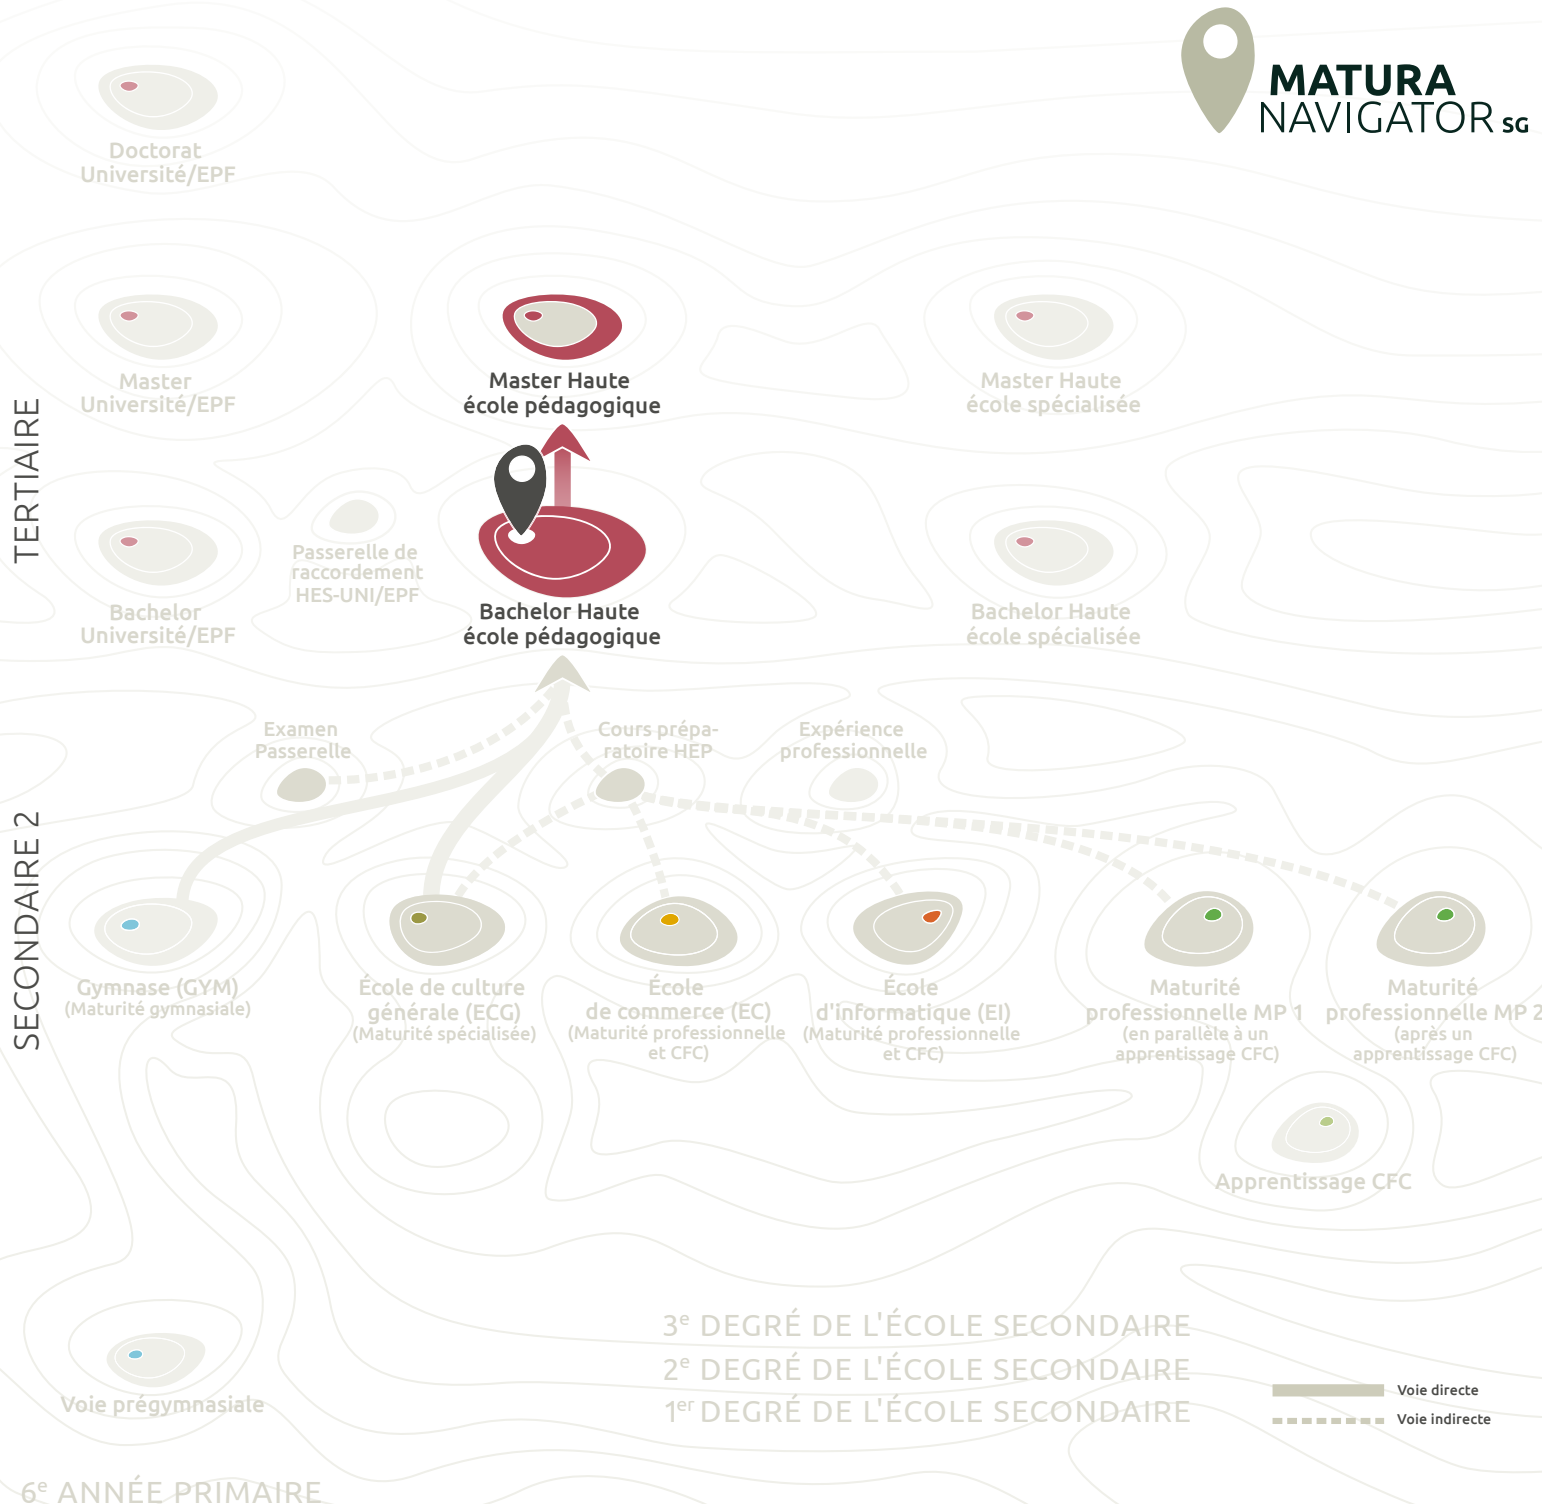 MATURA
NAVIGATOR SG
Doctorat
Université/EPF
Master
Université/EPF
Master Haute
école pédagogique
Master Haute
école spécialisée
TERTIAIRE
Passerelle de
raccordement
HES-UNI/EPF
Bachelor
Université/EPF
Bachelor Haute
école pédagogique
Bachelor Haute
école spécialisée
Examen
Passerelle
Cours prépa-
ratoire HEP
Expérience
professionnelle
SECONDAIRE 2
Gymnase (GYM)
(Maturité gymnasiale)
École de culture
générale (ECG)
(Maturité spécialisée)
École
de commerce (EC)
(Maturité professionnelle
et CFC)
École
d'informatique (EI)
(Maturité professionnelle
et CFC)
Maturité
professionnelle MP 1
(en parallèle à un
apprentissage CFC)
Maturité
professionnelle MP 2
(après un
apprentissage CFC)
Apprentissage CFC
3e DEGRÉ DE L'ÉCOLE SECONDAIRE
2e DEGRÉ DE L'ÉCOLE SECONDAIRE
1er DEGRÉ DE L'ÉCOLE SECONDAIRE
Voie directe
Voie indirecte
Voie prégymnasiale
6e ANNÉE PRIMAIRE